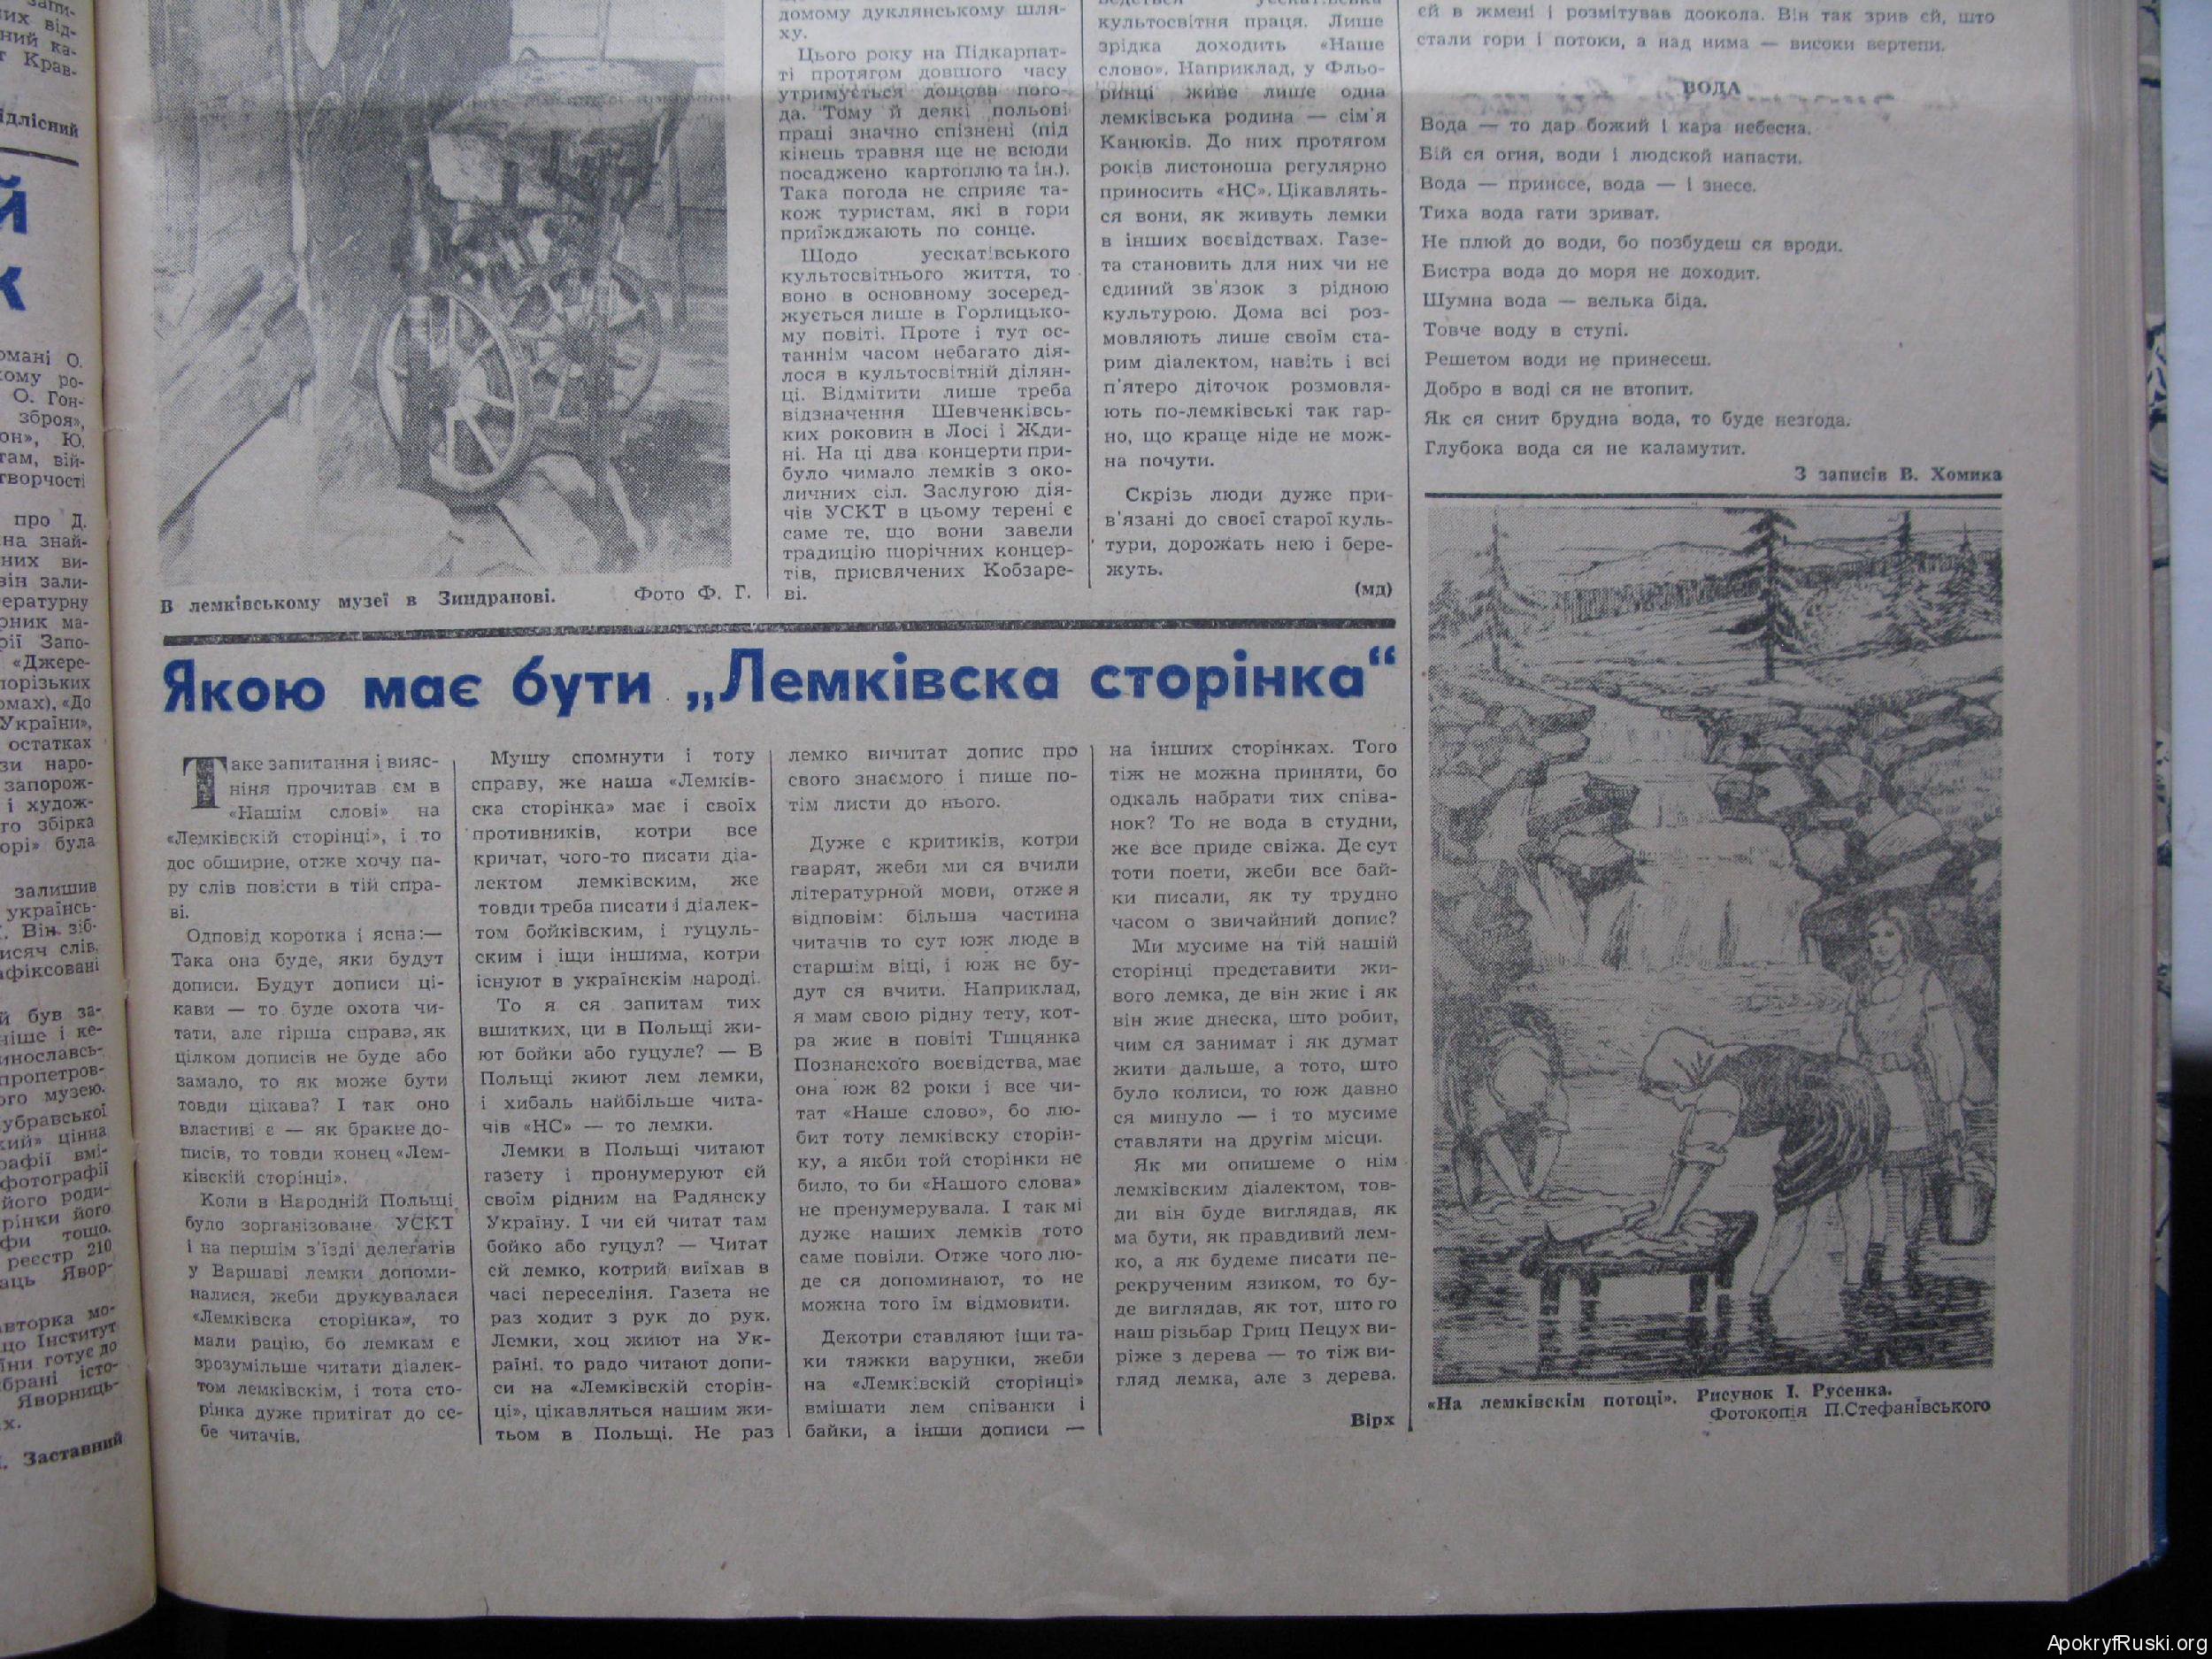 домому дуклянському шля-
ху.
Цього року на Підкарпат-
ті протягом довшого часу
утримується дощова пого-
да. Тому й деякі польові
праці значно спізнені (під
кінець травня ще не всюди
посаджено картоплю та ін.).
Така погода не сприяє та-
кож туристам, які в гори
приїжджають по сонце.
Щодо уескатівського
культосвітнього життя, то
воно в основному зосеред-
жується лише в Горлицько-
му повіті. Проте і тут ос-
таннім часом небагато дія-
лося в культосвітній ділян-
ці. Відмітити лише треба
відзначення Шевченківсь-
ких роковин в Лосі і Жди-
ні. На ці два концерти при-
було чимало лемків з око-
личних сіл. Заслугою дія-
чів УСКТ в цьому терені є
саме те, що вони завели
традицію щорічних концер-
тів, присвячених Кобзаре-
ві.
культосвітня праця. Лише
зрідка доходить «Наше
слово». Наприклад, у Фльо-
ринці живе лише одна
лемківська родина — сім'я
Канюків. До них протягом
років листоноша регулярно
приносить «НС». Цікавлять-
ся вони, як живуть лемки
в інших воєвідствах. Газе-
та становить для них чи не
єдиний зв'язок з рідною
культурою. Дома всі роз-
мовляють лише своїм ста-
рим діалектом, навіть і всі
п'ятеро діточок розмовля-
ють по-лемківські так гар-
но, що краще ніде не мож-
на почути.
Скрізь люди дуже при-
в'язані до своєї старої куль-
тури, дорожать нею і бере-
жуть.
(мд)
В лемківському музеї в Зиндранові. Фото Ф. Г.
єй в жмені і розмітував доокола. Він так зрив єй, што
стали гори і потоки, а над нима — високи вертепи.
ВОДА
Вода — то дар божий і кара небесна.
Бій ся огня, води і людской напасти.
Вода — принесе, вода — і знесе.
Тиха вода гати зриват.
Не плюй до води, бо позбудеш ся вроди.
Бистра вода до моря не доходит.
Шумна вода — велька біда.
Товче воду в ступі.
Решетом води не принесеш.
Добро в воді ся не втопит.
Як ся снит брудна вода, то буде незгода.
Глубока вода ся не каламутит.
З записів В. Хомика
Якою має бути „Лемківска сторінка“
Таке запитання і вияс-
ніня прочитав єм в
«Нашім слові» на
«Лемківскій сторінці», і то
дос обширне, отже хочу па-
ру слів повісти в тій спра-
ві.
Одповід коротка і ясна:—
Така она буде, яки будут
дописи. Будут дописи ці-
кави — то буде охота чи-
тати, але гірша справа, як
цілком дописів не буде або
замало, то як може бути
товди цікава? І так оно
властиві є — як бракне до-
писів, то товди конец «Лем-
ківскій сторінці».
Коли в Народній Польщі
було зорганізоване УСКТ
і на першім з'їзді делегатів
у Варшаві лемки допоми-
налися, жеби друкувалася
«Лемківска сторінка», то
мали рацію, бо лемкам є
зрозумільше читати діалек-
том лемківскім, і тота сто-
рінка дуже притігат до се-
бе читачів.
Мушу спомнути і тоту
справу, же наша «Лемків-
ска сторінка» має і своїх
противників, котри все
кричат, чого-то писати діа-
лектом лемківским, же
товди треба писати і діалек-
том бойківским, і гуцуль-
ским і іщи іншима, котри
існуют в українскім народі.
То я ся запитам тих
вшитких, ци в Польщі жи-
ют бойки або гуцуле? — В
Польщі жиют лем лемки,
і хибаль найбільше чита-
чів «НС» — то лемки.
Лемки в Польщі читают
газету і пронумеруют єй
своїм рідним на Радянску
Україну. І чи єй читат там
бойко або гуцул? — Читат
єй лемко, котрий виїхав в
часі переселіня. Газета не
раз ходит з рук до рук.
Лемки, хоц жиют на Ук-
раїні, то радо читают допи-
си на «Лемківскій сторін-
ці», цікавляться нашим жи-
тьом в Польщі. Не раз
лемко вичитат допис про
свого знаємого і пише по-
тім листи до нього.
Дуже є критиків, котри
гварят, жеби ми ся вчили
літературной мови, отже я
відповім: більша частина
читачів то сут юж люде в
старшім віці, і юж не бу-
дут ся вчити. Наприклад,
я мам свою рідну тету, кот-
ра жиє в повіті Тшцянка
Познанского воєвідства, має
она юж 82 роки і все чи-
тат «Наше слово», бо лю-
бит тоту лемківску сторін-
ку, а якби той сторінки не
било, то би «Нашого слова»
не пренумерувала. І так мі
дуже наших лемків тото
саме повіли. Отже чого лю-
де ся допоминают, то не
можна того їм відмовити.
Декотри ставляют іщи та-
ки тяжки варунки, жеби
на «Лемківскій сторінці»
вміщати лем співанки і
байки, а інши дописи —
на інших сторінках. Того
тіж не можна приняти, бо
одкаль набрати тих співа-
нок? То не вода в студни,
же все приде свіжа. Де сут
тоти поети, жеби все бай-
ки писали, як ту трудно
часом о звичайний допис?
Ми мусиме на тій нашій
сторінці представити жи-
вого лемка, де він жиє і як
він жиє днеска, што робит,
чим ся занимат і як думат
жити дальше, а тото, што
було колиси, то юж давно
ся минуло — і то мусиме
ставляти на другім місци.
Як ми опишеме о нім
лемківским діалектом, тов-
ди він буде виглядав, як
ма бути, як правдивий лем-
ко, а як будеме писати пе-
рекрученим язиком, то бу-
де виглядав, як тот, што го
наш різьбар Гриц Пецух ви-
ріже з дерева — то тіж ви-
гляд лемка, але з дерева.
Вірх
«На лемківскім потоці». Рисунок І. Русенка.
Фотокопія П.Стефанівського
ApokryfRuski.org